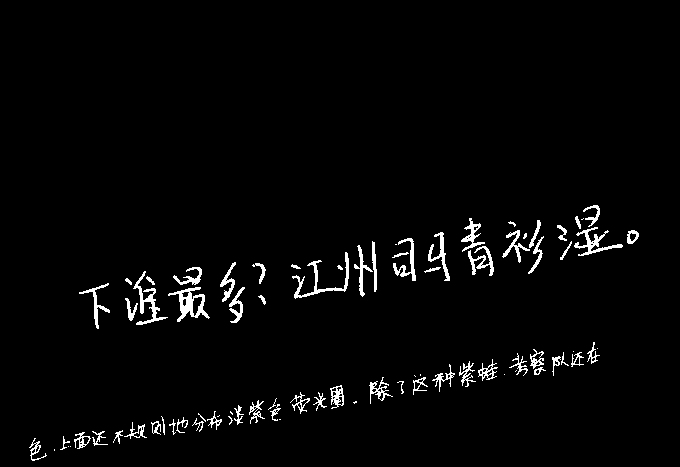 下谁最多?江州司马青衫湿。
色,上面还不规则地分布淡紫色荧光圈。除了这种紫蛙,考察队还在